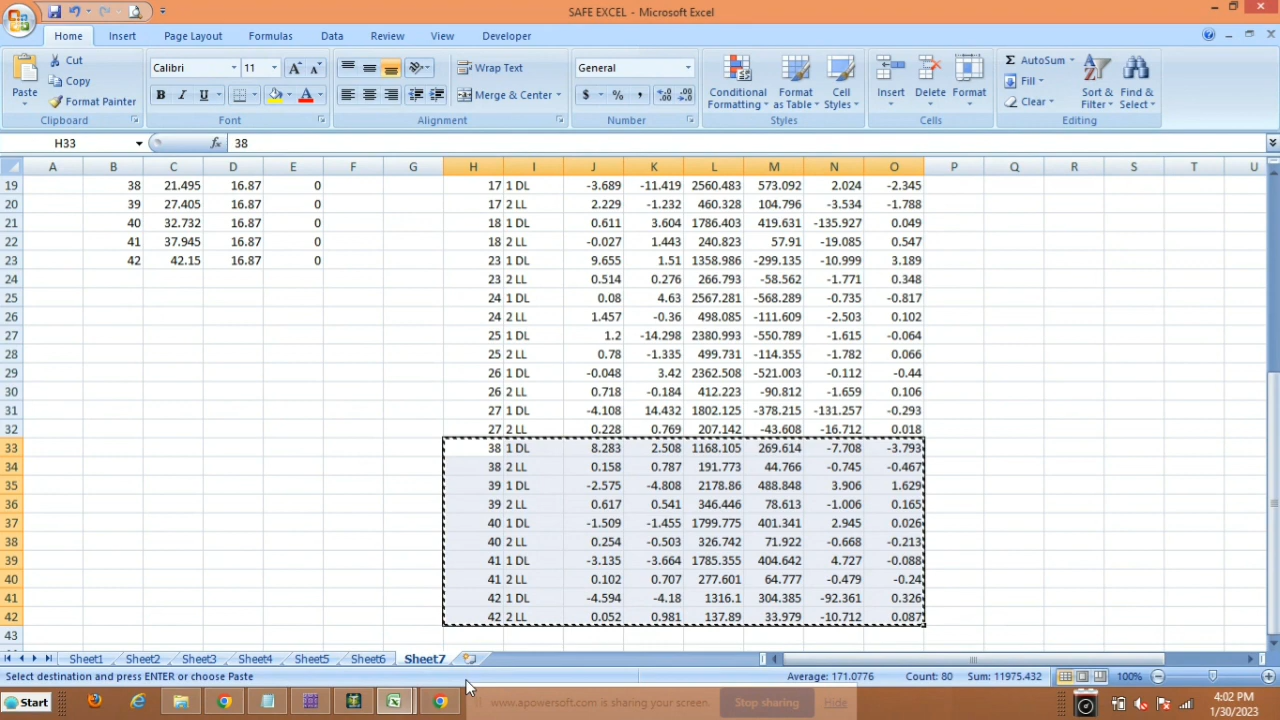 SAFE EXCEL - Microsoft Excel
Home Insert Page Layout Formulas Data Review View Developer
Paste Cut Copy Format Painter Clipboard
Calibri 11 B I U A A Font
Wrap Text Merge & Center Alignment
General $ % , Number
Conditional Formatting Format as Table Cell Styles Styles
Insert Delete Format Cells
Σ AutoSum Fill Clear Sort & Filter Find & Select Editing
H33 fx 38
A B C D E F G H I J K L M N O P Q R S T U
19 38 21.495 16.87 0 17 1 DL -3.689 -11.419 2560.483 573.092 2.024 -2.345
20 39 27.405 16.87 0 17 2 LL 2.229 -1.232 460.328 104.796 -3.534 -1.788
21 40 32.732 16.87 0 18 1 DL 0.611 3.604 1786.403 419.631 -135.927 0.049
22 41 37.945 16.87 0 18 2 LL -0.027 1.443 240.823 57.91 -19.085 0.547
23 42 42.15 16.87 0 23 1 DL 9.655 1.51 1358.986 -299.135 -10.999 3.189
24 23 2 LL 0.514 0.276 266.793 -58.562 -1.771 0.348
25 24 1 DL 0.08 4.63 2567.281 -568.289 -0.735 -0.817
26 24 2 LL 1.457 -0.36 498.085 -111.609 -2.503 0.102
27 25 1 DL 1.2 -14.298 2380.993 -550.789 -1.615 -0.064
28 25 2 LL 0.78 -1.335 499.731 -114.355 -1.782 0.066
29 26 1 DL -0.048 3.42 2362.508 -521.003 -0.112 -0.44
30 26 2 LL 0.718 -0.184 412.223 -90.812 -1.659 0.106
31 27 1 DL -4.108 14.432 1802.125 -378.215 -131.257 -0.293
32 27 2 LL 0.228 0.769 207.142 -43.608 -16.712 0.018
33 38 1 DL 8.283 2.508 1168.105 269.614 -7.708 -3.793
34 38 2 LL 0.158 0.787 191.773 44.766 -0.745 -0.467
35 39 1 DL -2.575 -4.808 2178.86 488.848 3.906 1.629
36 39 2 LL 0.617 0.541 346.446 78.613 -1.006 0.165
37 40 1 DL -1.509 -1.455 1799.775 401.341 2.945 0.026
38 40 2 LL 0.254 -0.503 326.742 71.922 -0.668 -0.213
39 41 1 DL -3.135 -3.664 1785.355 404.642 4.727 -0.088
40 41 2 LL 0.102 0.707 277.601 64.777 -0.479 -0.24
41 42 1 DL -4.594 -4.18 1316.1 304.385 -92.361 0.326
42 42 2 LL 0.052 0.981 137.89 33.979 -10.712 0.087
43
Sheet1 Sheet2 Sheet3 Sheet4 Sheet5 Sheet6 Sheet7
Select destination and press ENTER or choose Paste Average: 171.0776 Count: 80 Sum: 11975.432 100%
Start www.apowersoft.com is sharing your screen. Stop sharing Hide 4:02 PM
1/30/2023